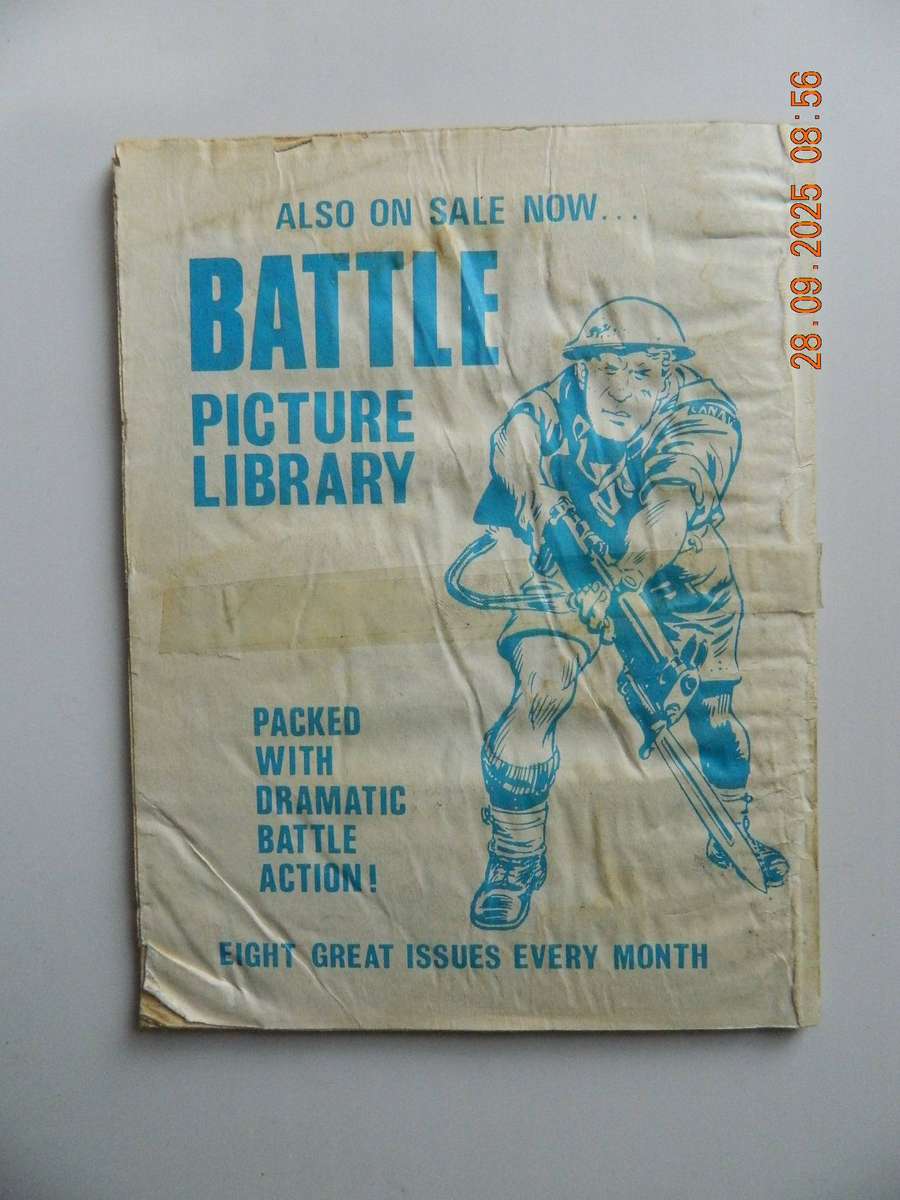 ALSO ON SALE NOW...
BATTLE
PICTURE
LIBRARY
PACKED
WITH
DRAMATIC
BATTLE
ACTION!
EIGHT GREAT ISSUES EVERY MONTH
28.09.2025 08:56